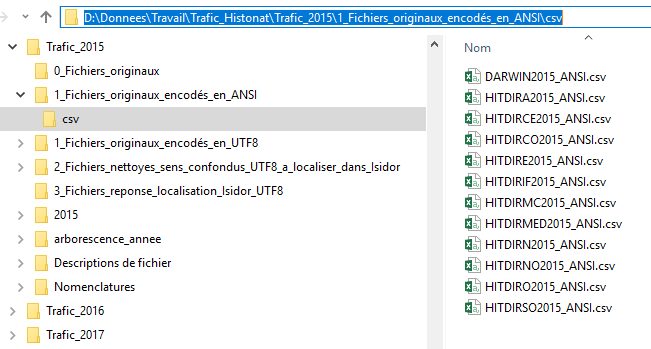 D:\Donnees\Travail\Trafic_Histonat\Trafic_2015\1_Fichiers_originaux_encodés_en_ANSI\csv
Trafic_2015
0_Fichiers_originaux
1_Fichiers_originaux_encodés_en_ANSI
csv
1_Fichiers_originaux_encodés_en_UTF8
2_Fichiers_nettoyes_sens_confondus_UTF8_a_localiser_dans_Isidor
3_Fichiers_reponse_localisation_Isidor_UTF8
2015
arborescence_annee
Descriptions de fichier
Nomenclatures
Trafic_2016
Trafic_2017
Nom
DARWIN2015_ANSI.csv
HITDIRA2015_ANSI.csv
HITDIRCE2015_ANSI.csv
HITDIRCO2015_ANSI.csv
HITDIRE2015_ANSI.csv
HITDIRIF2015_ANSI.csv
HITDIRMC2015_ANSI.csv
HITDIRMED2015_ANSI.csv
HITDIRN2015_ANSI.csv
HITDIRNO2015_ANSI.csv
HITDIRO2015_ANSI.csv
HITDIRSO2015_ANSI.csv